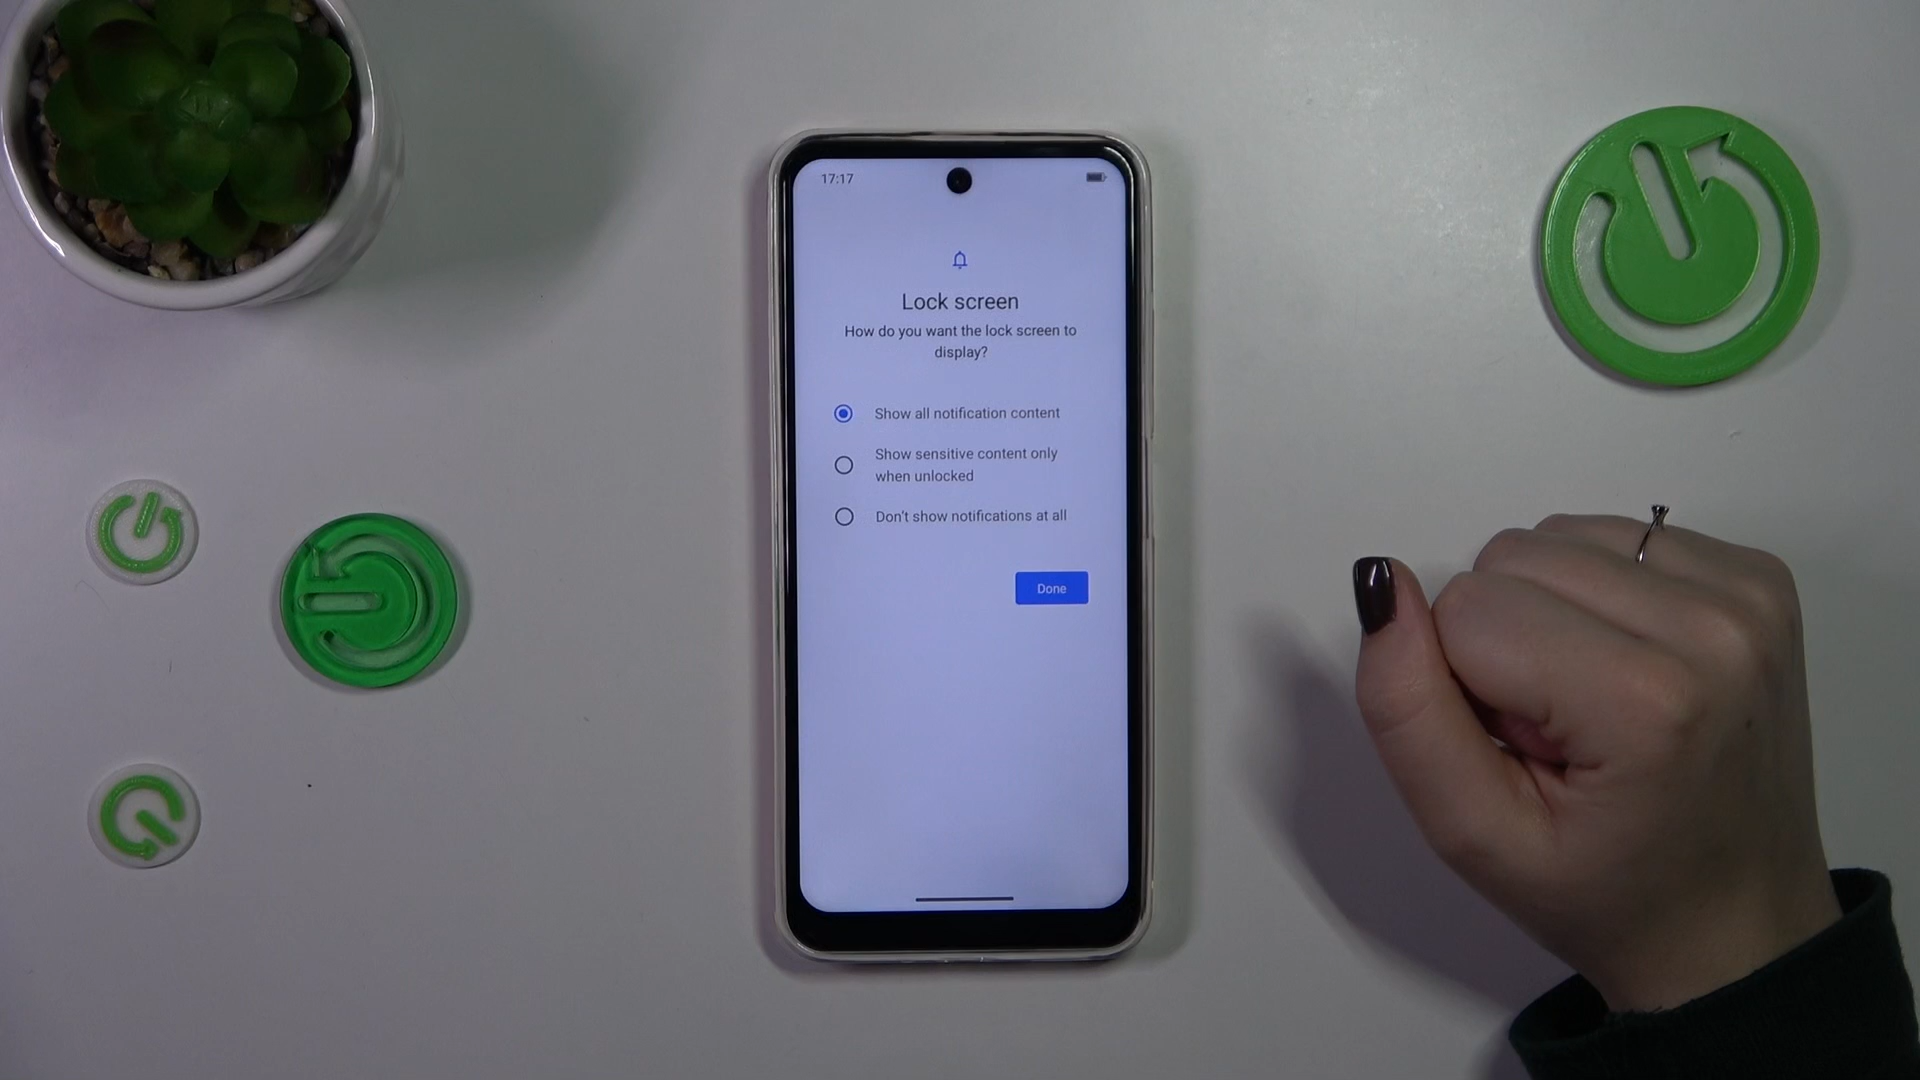 17:17
Lock screen
How do you want the lock screen to
display?
Show all notification content
Show sensitive content only
when unlocked
Don't show notifications at all
Done